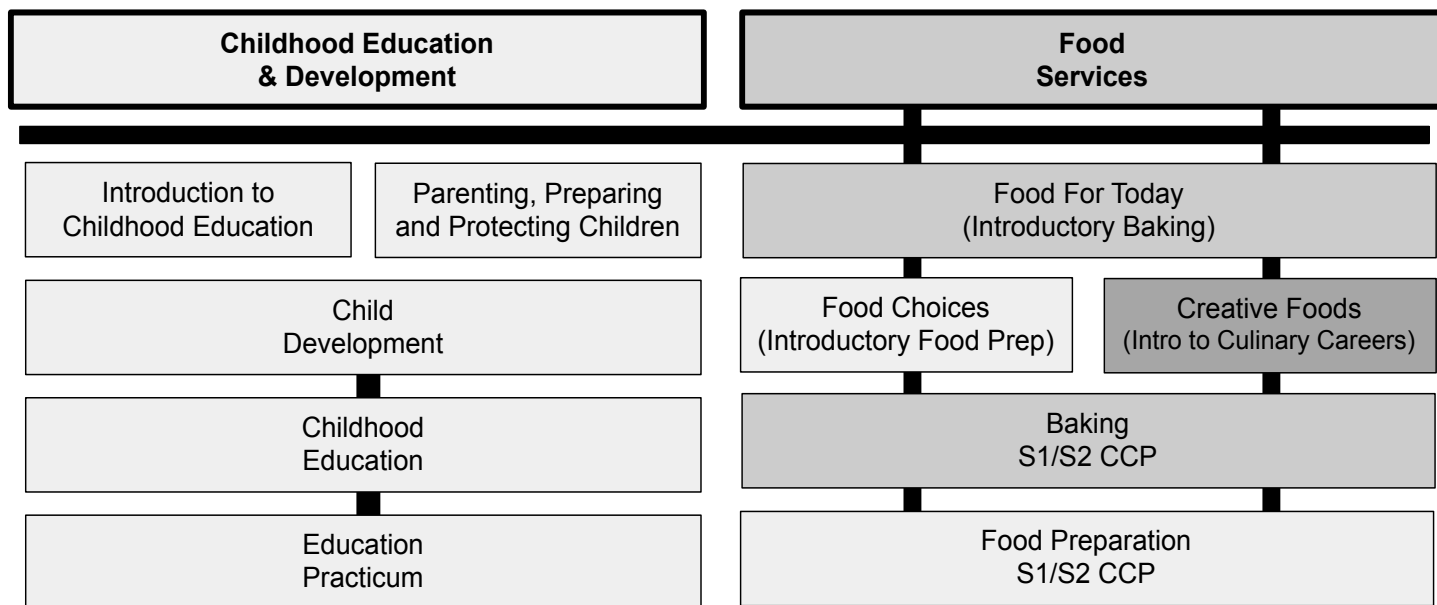 Childhood Education
& Development
Food
Services
Introduction to
Childhood Education
Parenting, Preparing
and Protecting Children
Food For Today
(Introductory Baking)
Child
Development
Food Choices
(Introductory Food Prep)
Creative Foods
(Intro to Culinary Careers)
Childhood
Education
Baking
S1/S2 CCP
Education
Practicum
Food Preparation
S1/S2 CCP